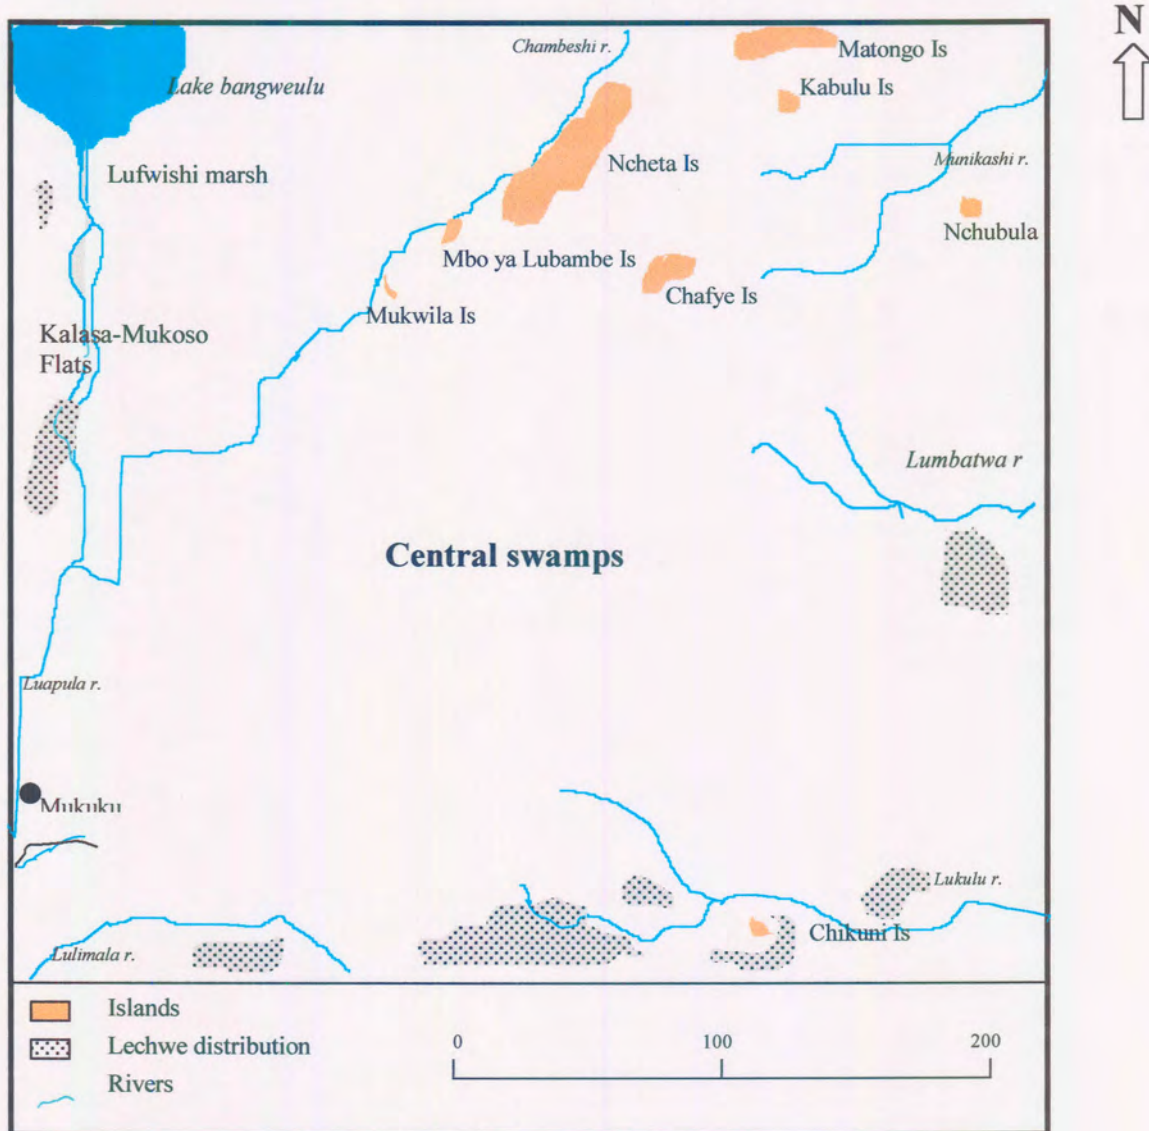 N
Chambeshi r.
Matongo Is
Lake bangweulu
Kabulu Is
Lufwishi marsh
Ncheta Is
Munikashi r.
Nchubula
Mbo ya Lubambe Is
Chafye Is
Mukwila Is
Kalasa-Mukoso
Flats
Lumbatwa r
Central swamps
Luapula r.
Mukuku
Lukulu r.
Chikuni Is
Lulimala r.
Islands
Lechwe distribution
Rivers
0 100 200